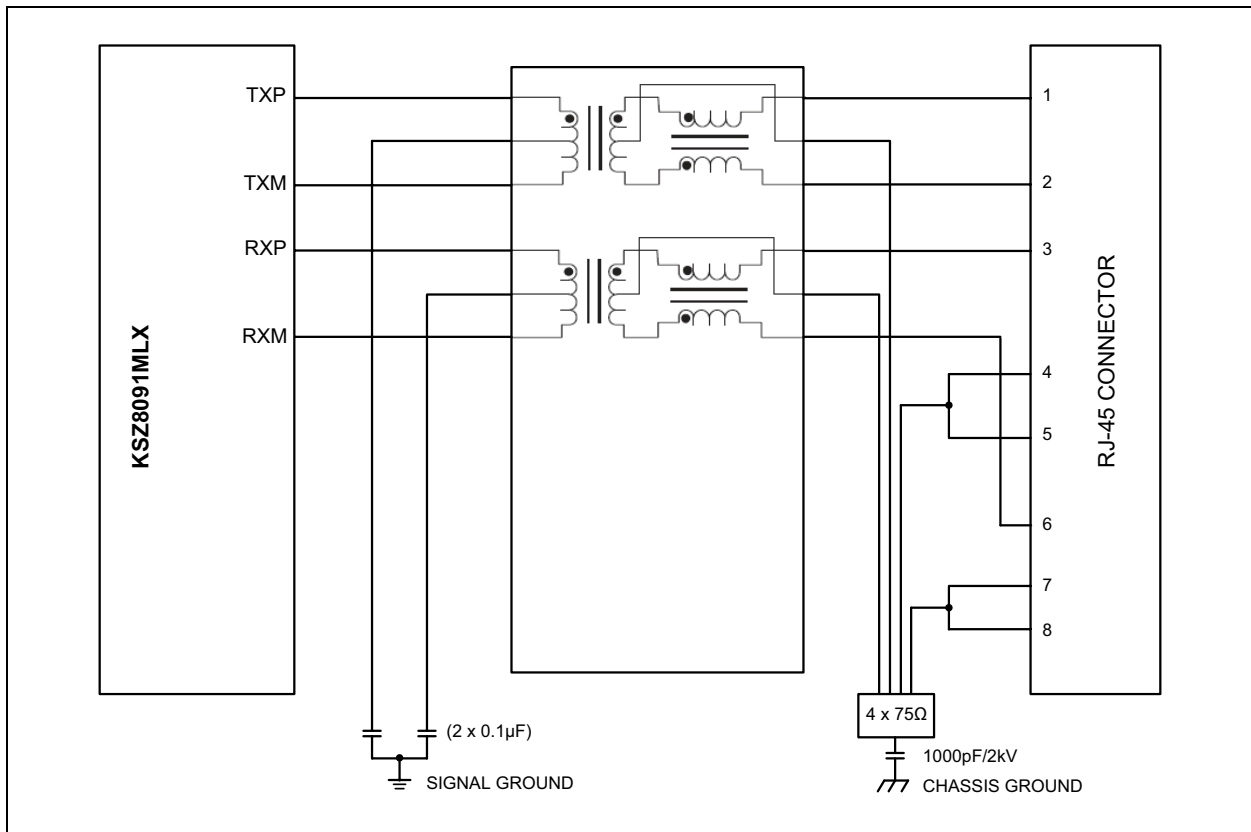 TXP
TXM
RXP
RXM
KSZ8091MLX
1
2
3
4
5
6
7
8
RJ-45 CONNECTOR
(2 x 0.1µF)
SIGNAL GROUND
4 x 75Ω
1000pF/2kV
CHASSIS GROUND